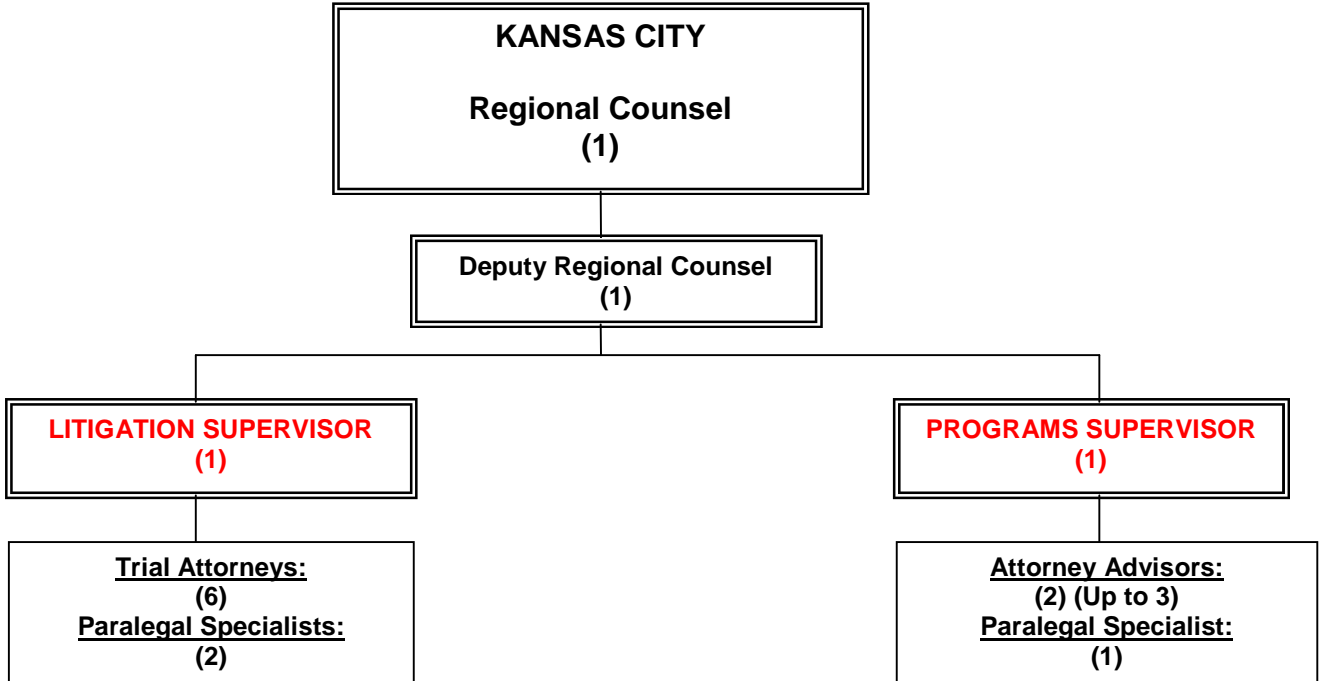 KANSAS CITY
Regional Counsel
(1)
Deputy Regional Counsel
(1)
LITIGATION SUPERVISOR
(1)
PROGRAMS SUPERVISOR
(1)
Trial Attorneys:
(6)
Paralegal Specialists:
(2)
Attorney Advisors:
(2) (Up to 3)
Paralegal Specialist:
(1)